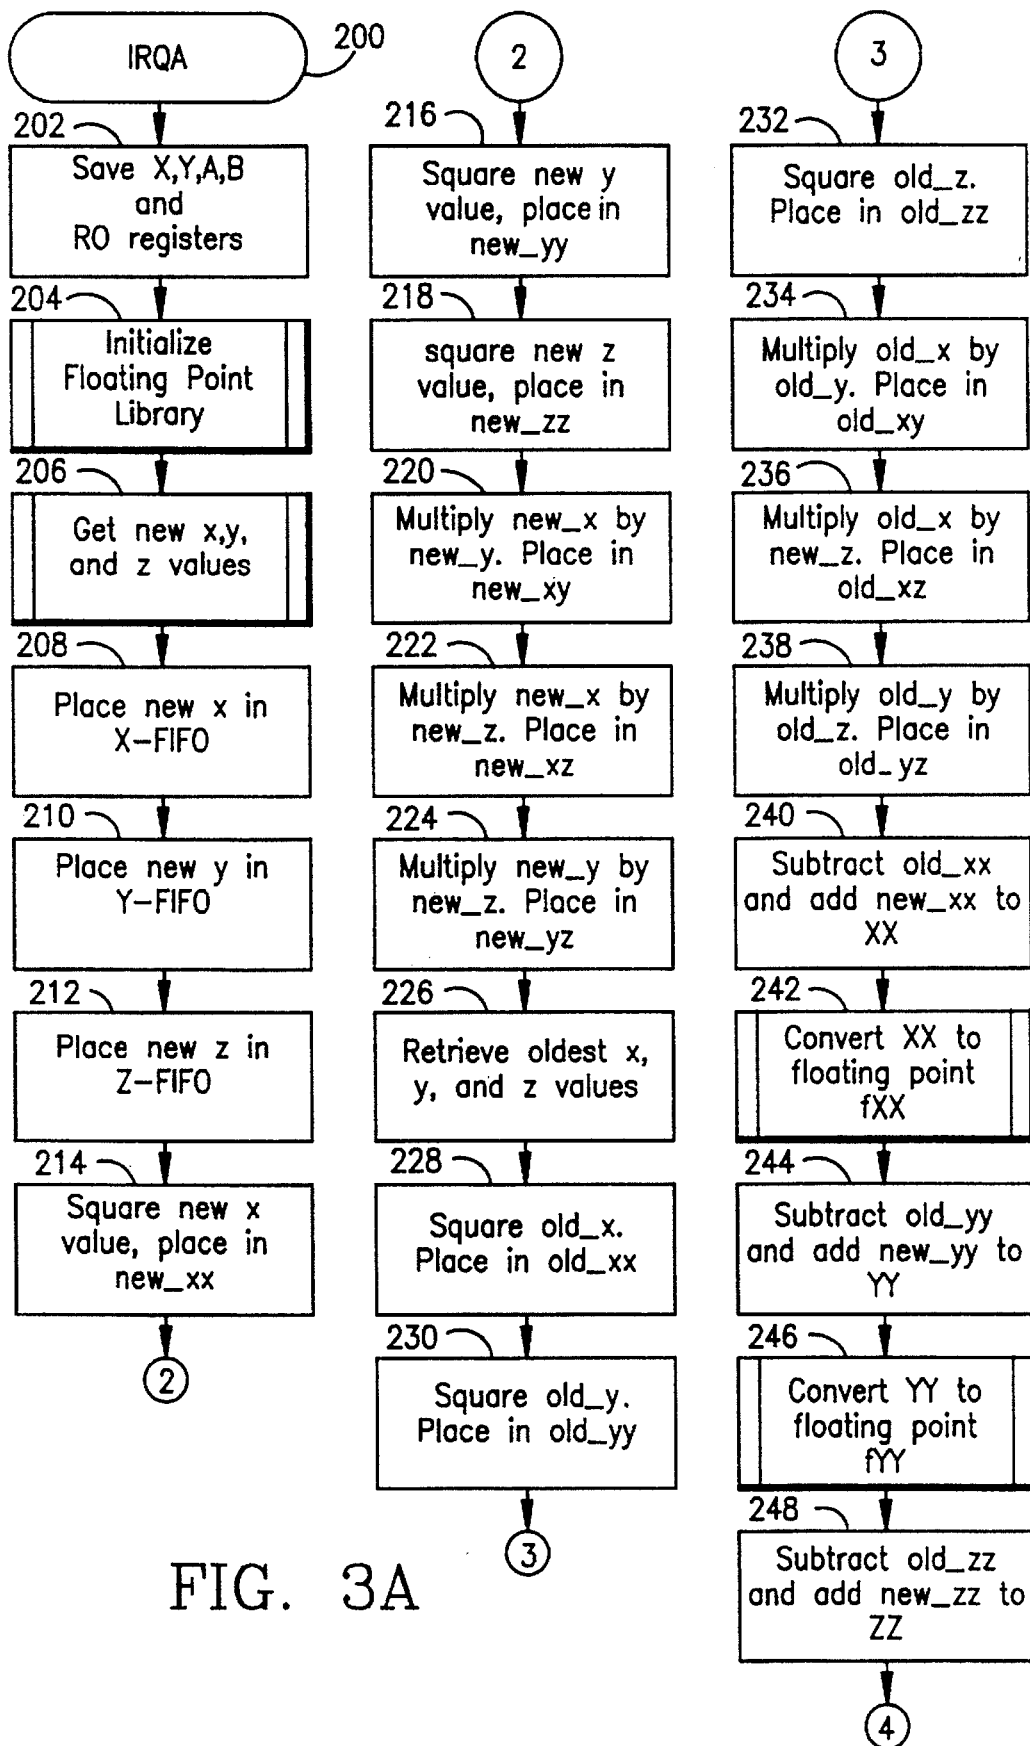 IRQA
200
202
Save X,Y,A,B
and
RO registers
204
Initialize
Floating Point
Library
206
Get new x,y,
and z values
208
Place new x in
X-FIFO
210
Place new y in
Y-FIFO
212
Place new z in
Z-FIFO
214
Square new x
value, place in
new_xx
2
2
216
Square new y
value, place in
new_yy
218
square new z
value, place in
new_zz
220
Multiply new_x by
new_y. Place in
new_xy
222
Multiply new_x by
new_z. Place in
new_xz
224
Multiply new_y by
new_z. Place in
new_yz
226
Retrieve oldest x,
y, and z values
228
Square old_x.
Place in old_xx
230
Square old_y.
Place in old_yy
3
3
232
Square old_z.
Place in old_zz
234
Multiply old_x by
old_y. Place in
old_xy
236
Multiply old_x by
new_z. Place in
old_xz
238
Multiply old_y by
old_z. Place in
old_yz
240
Subtract old_xx
and add new_xx to
XX
242
Convert XX to
floating point
fXX
244
Subtract old_yy
and add new_yy to
YY
246
Convert YY to
floating point
fYY
248
Subtract old_zz
and add new_zz to
ZZ
4
FIG. 3A